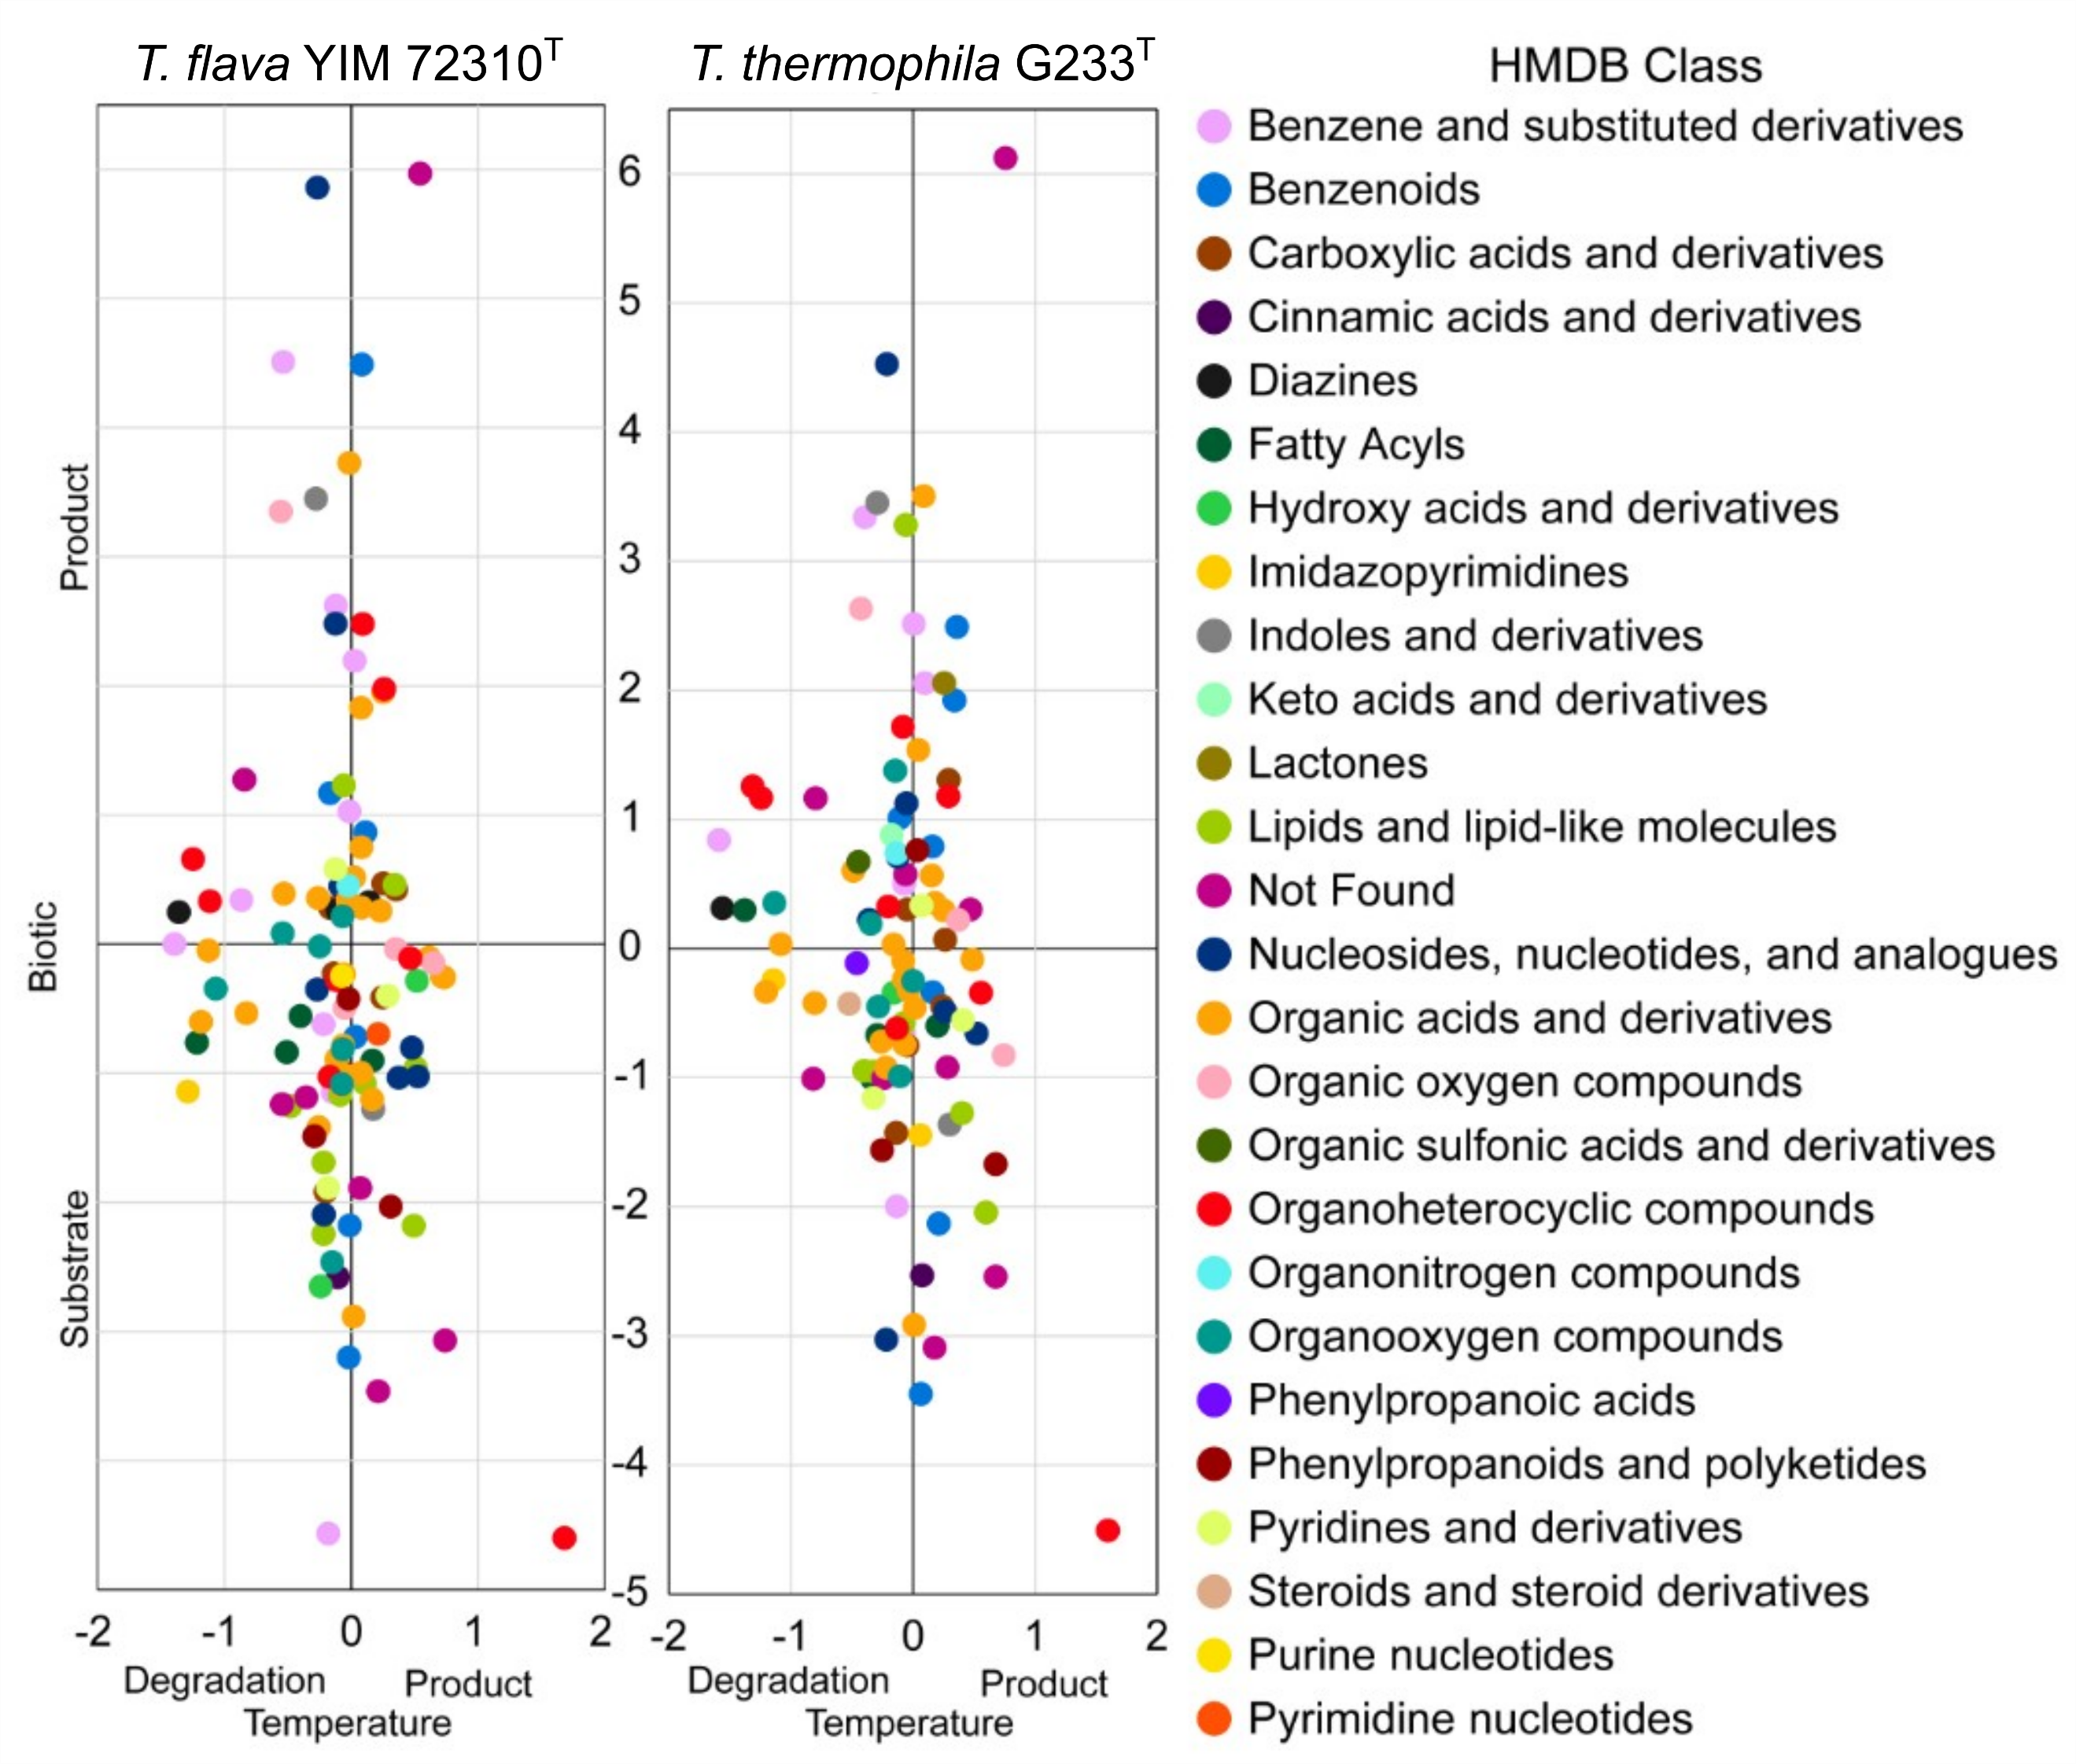 T. flava YIM 72310T
T. thermophila G233T
HMDB Class
Product
Biotic
Substrate
6
5
4
3
2
1
0
-1
-2
-3
-4
-5
-2 -1 0 1 2
Degradation Product
Temperature
-2 -1 0 1 2
Degradation Product
Temperature
Benzene and substituted derivatives
Benzenoids
Carboxylic acids and derivatives
Cinnamic acids and derivatives
Diazines
Fatty Acyls
Hydroxy acids and derivatives
Imidazopyrimidines
Indoles and derivatives
Keto acids and derivatives
Lactones
Lipids and lipid-like molecules
Not Found
Nucleosides, nucleotides, and analogues
Organic acids and derivatives
Organic oxygen compounds
Organic sulfonic acids and derivatives
Organoheterocyclic compounds
Organonitrogen compounds
Organooxygen compounds
Phenylpropanoic acids
Phenylpropanoids and polyketides
Pyridines and derivatives
Steroids and steroid derivatives
Purine nucleotides
Pyrimidine nucleotides